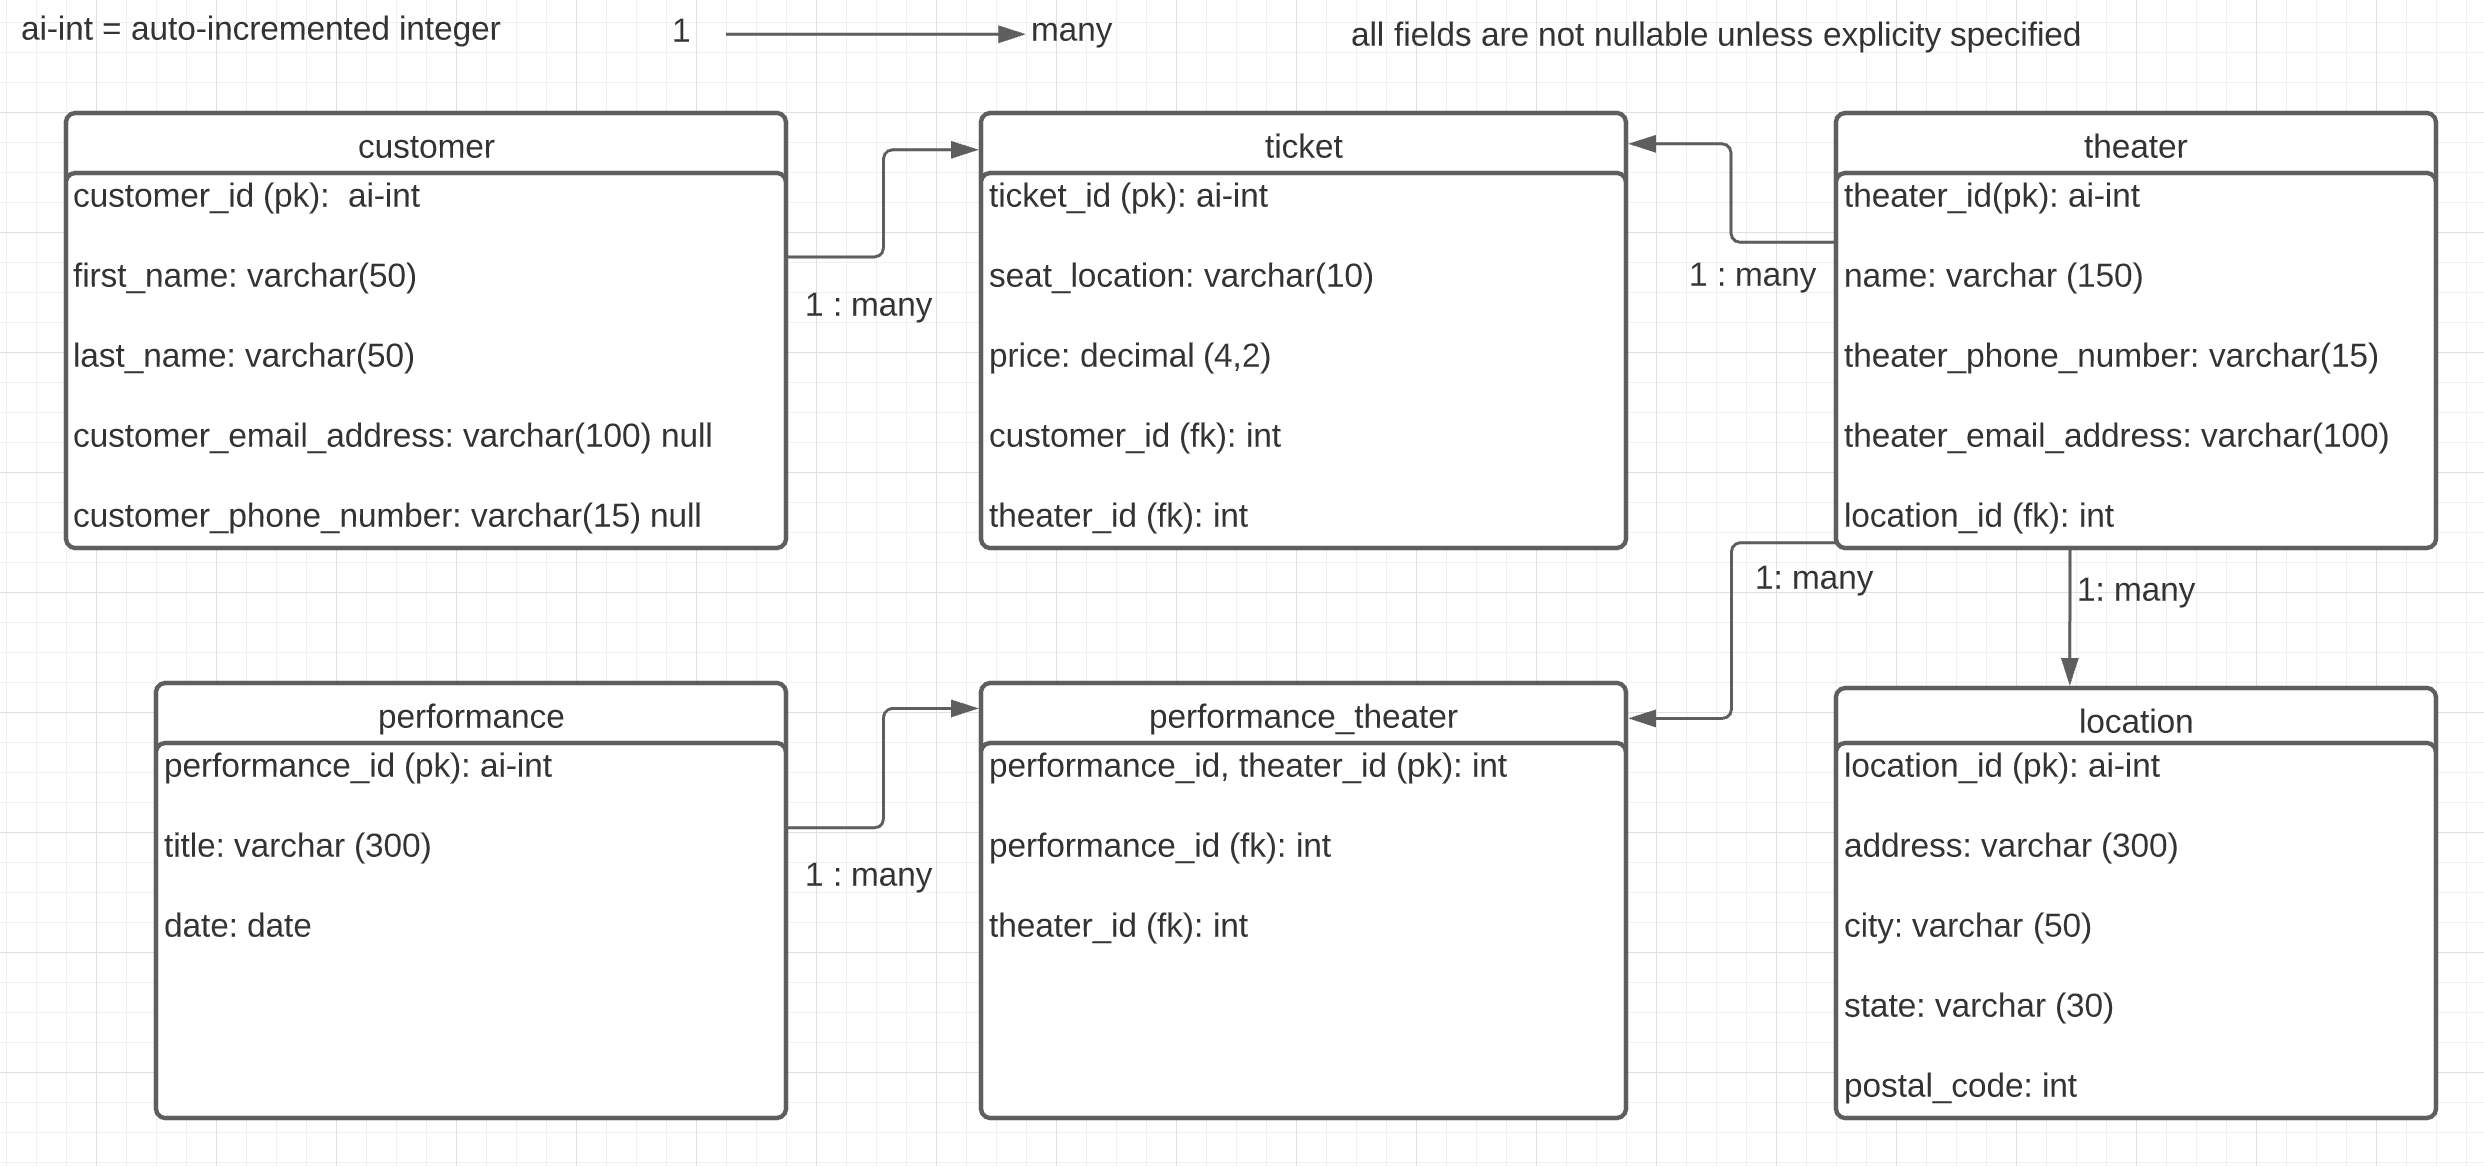 ai-int = auto-incremented integer
1
many
all fields are not nullable unless explicity specified
customer
customer_id (pk):  ai-int
first_name: varchar(50)
last_name: varchar(50)
customer_email_address: varchar(100) null
customer_phone_number: varchar(15) null
1 : many
ticket
ticket_id (pk): ai-int
seat_location: varchar(10)
price: decimal (4,2)
customer_id (fk): int
theater_id (fk): int
1 : many
theater
theater_id(pk): ai-int
name: varchar (150)
theater_phone_number: varchar(15)
theater_email_address: varchar(100)
location_id (fk): int
1: many
1: many
performance
performance_id (pk): ai-int
title: varchar (300)
date: date
1 : many
performance_theater
performance_id, theater_id (pk): int
performance_id (fk): int
theater_id (fk): int
location
location_id (pk): ai-int
address: varchar (300)
city: varchar (50)
state: varchar (30)
postal_code: int